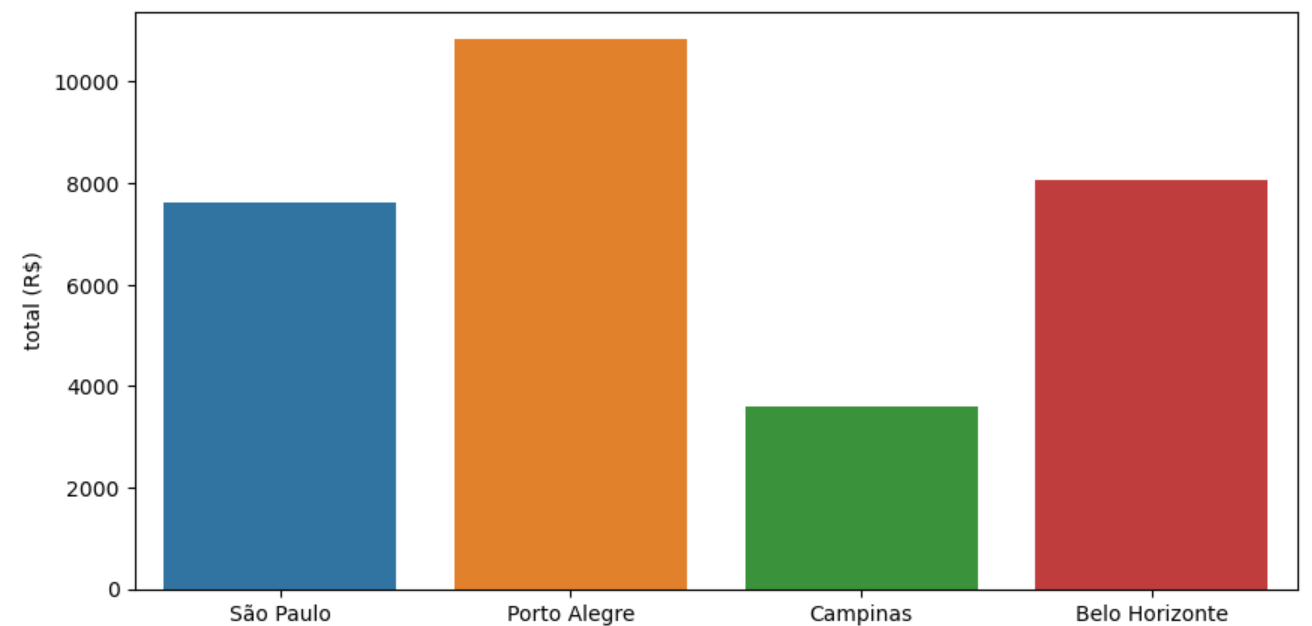 total (R$)
10000
8000
6000
4000
2000
0
São Paulo
Porto Alegre
Campinas
Belo Horizonte